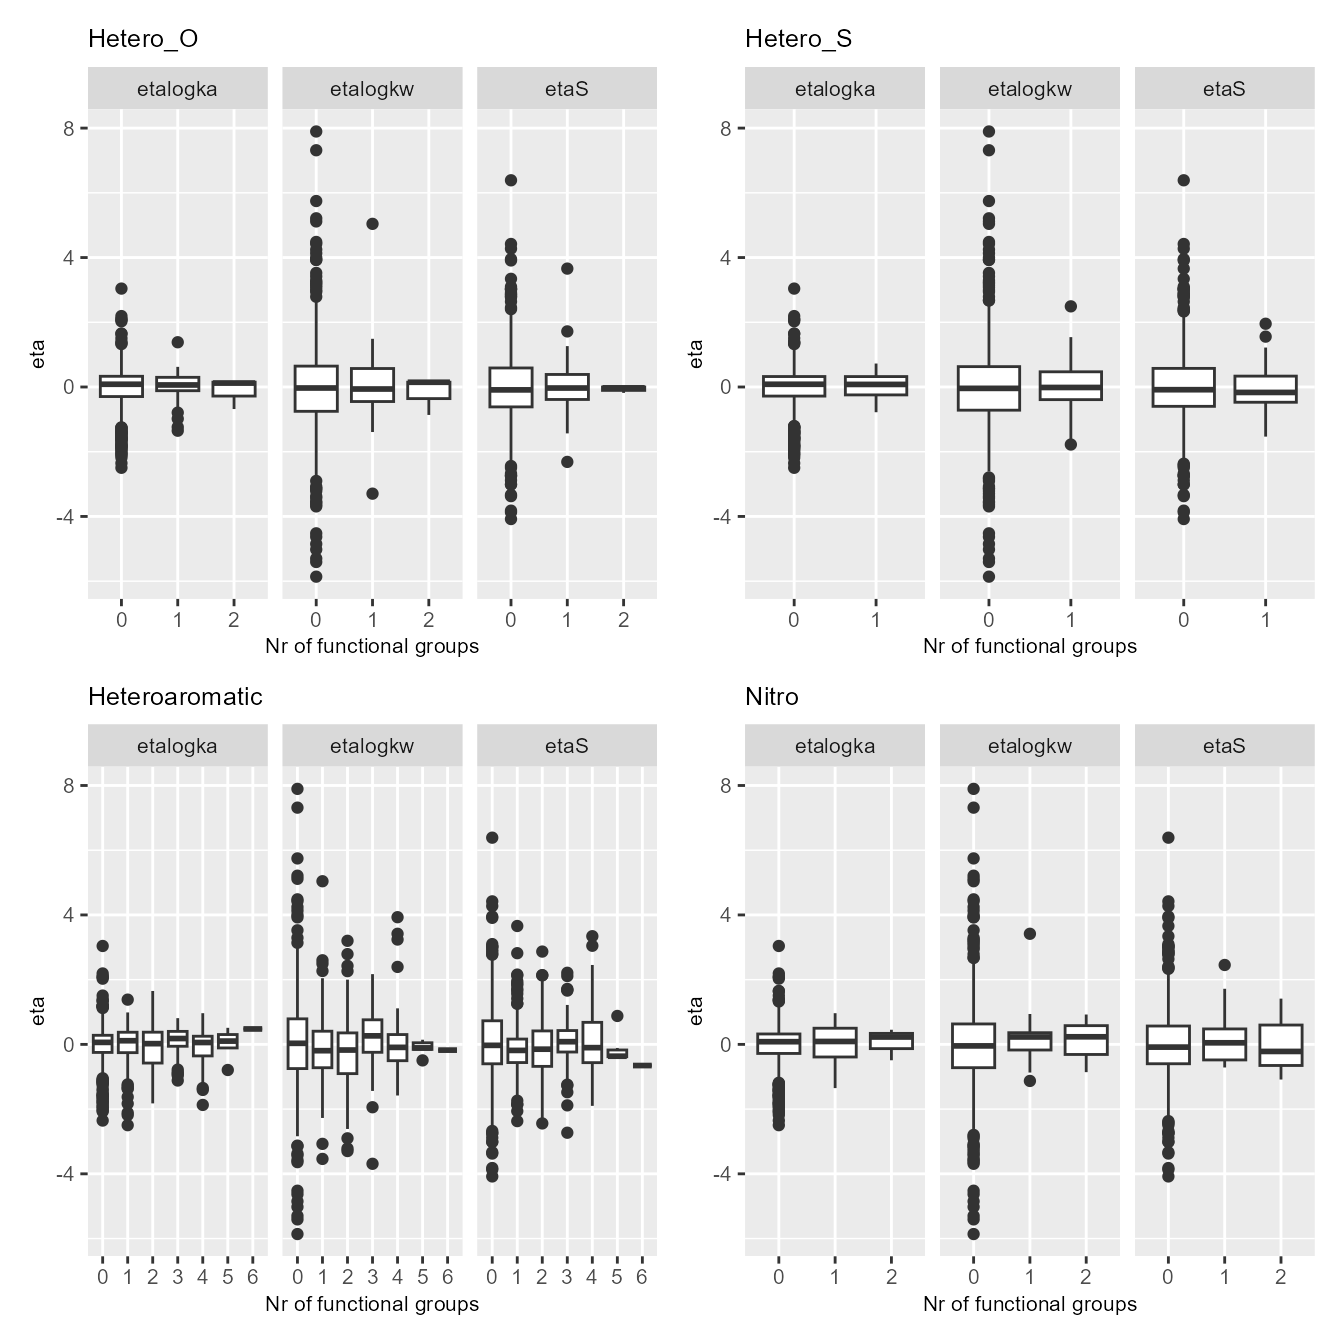 Hetero_O
etalogka etalogkw etaS
8
4
0
-4
eta
0 1 2 0 1 2 0 1 2
Nr of functional groups
Hetero_S
etalogka etalogkw etaS
8
4
0
-4
eta
0 1 0 1 0 1
Nr of functional groups
Heteroaromatic
etalogka etalogkw etaS
8
4
0
-4
eta
0 1 2 3 4 5 6 0 1 2 3 4 5 6 0 1 2 3 4 5 6
Nr of functional groups
Nitro
etalogka etalogkw etaS
8
4
0
-4
eta
0 1 2 0 1 2 0 1 2
Nr of functional groups